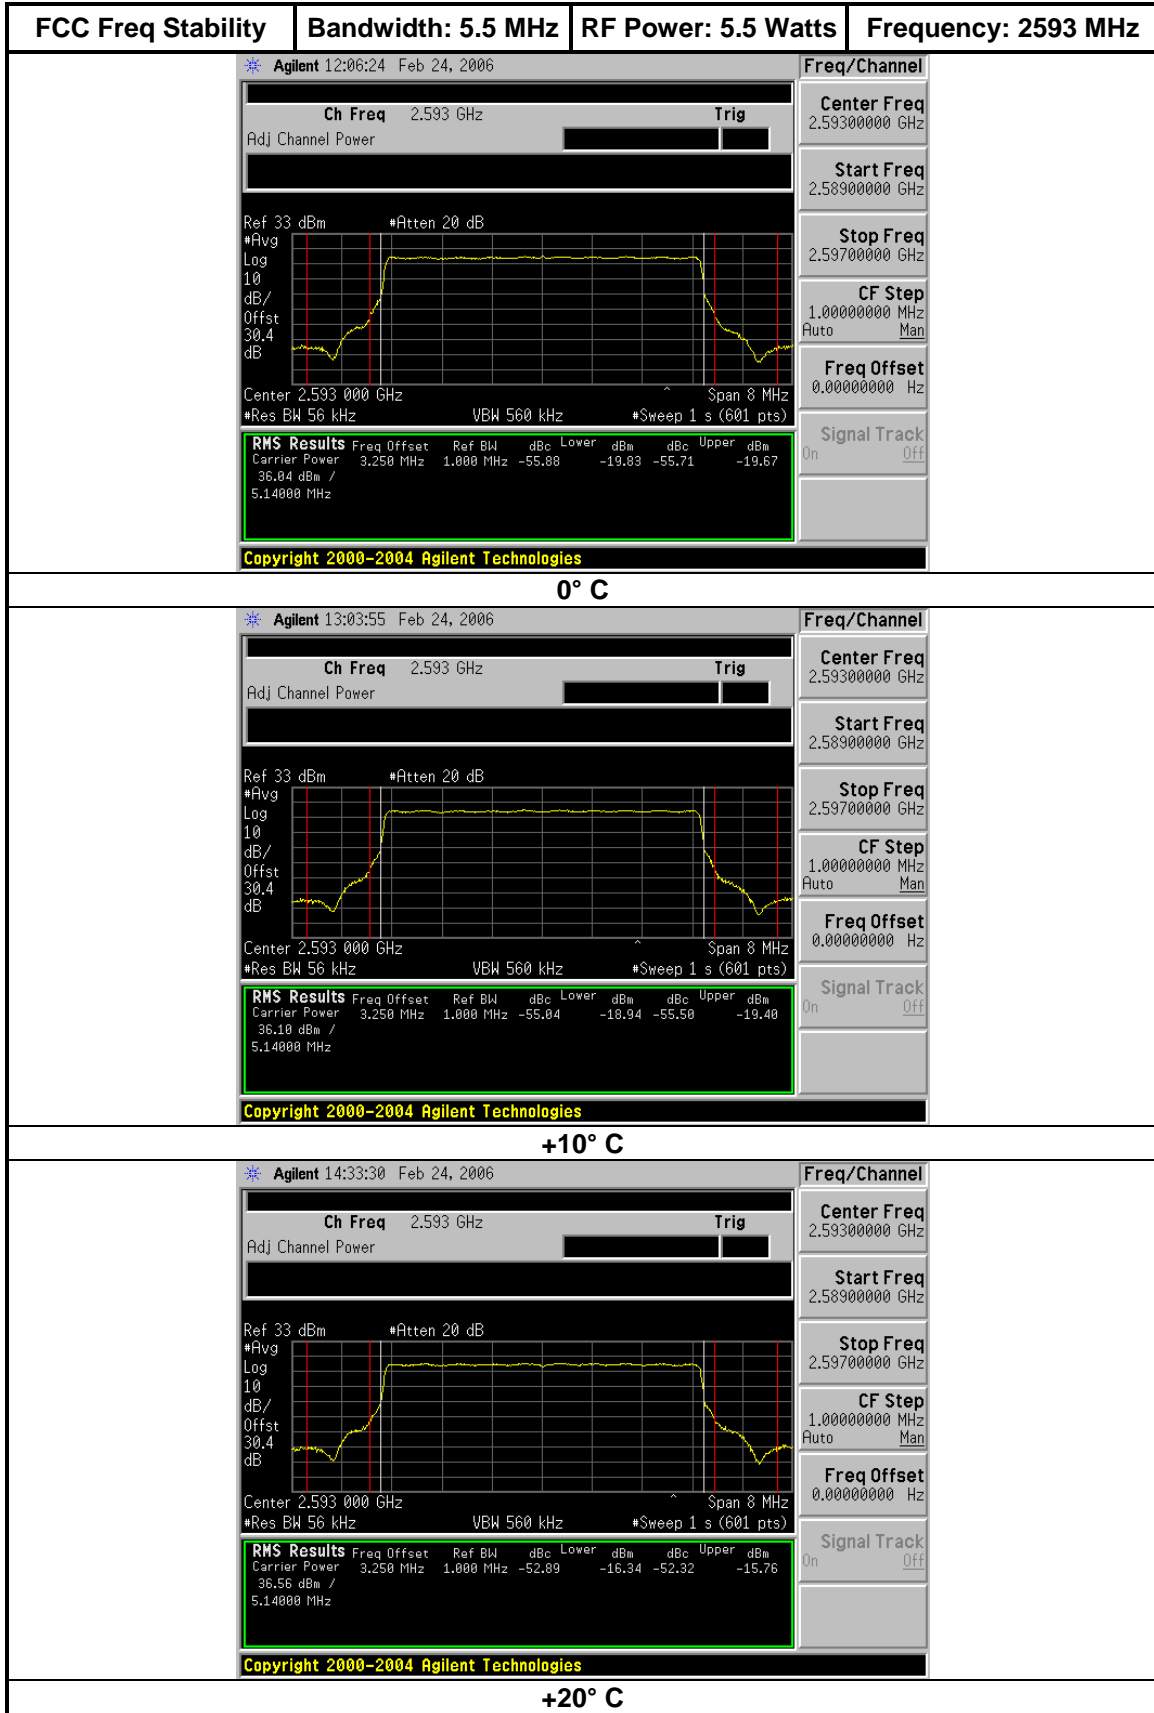 FCC Freq Stability Bandwidth: 5.5 MHz RF Power: 5.5 Watts Frequency: 2593 MHz
Agilent 12:06:24 Feb 24, 2006 Freq/Channel
Ch Freq 2.593 GHz Trig
Adj Channel Power
Center Freq
2.59300000 GHz
Start Freq
2.58900000 GHz
Stop Freq
2.59700000 GHz
CF Step
1.00000000 MHz
Auto Man
Freq Offset
0.00000000 Hz
Signal Track
On Off
Ref 33 dBm #Atten 20 dB
#Avg
Log
10
dB/
Offst
30.4
dB
Center 2.593 000 GHz Span 8 MHz
#Res BW 56 kHz VBW 560 kHz #Sweep 1 s (601 pts)
RMS Results Freq Offset Ref BW dBc Lower dBm dBc Upper dBm
Carrier Power 3.250 MHz 1.000 MHz -55.88 -19.83 -55.71 -19.67
36.04 dBm /
5.14000 MHz
Copyright 2000-2004 Agilent Technologies
0° C
Agilent 13:03:55 Feb 24, 2006 Freq/Channel
Ch Freq 2.593 GHz Trig
Adj Channel Power
Center Freq
2.59300000 GHz
Start Freq
2.58900000 GHz
Stop Freq
2.59700000 GHz
CF Step
1.00000000 MHz
Auto Man
Freq Offset
0.00000000 Hz
Signal Track
On Off
Ref 33 dBm #Atten 20 dB
#Avg
Log
10
dB/
Offst
30.4
dB
Center 2.593 000 GHz Span 8 MHz
#Res BW 56 kHz VBW 560 kHz #Sweep 1 s (601 pts)
RMS Results Freq Offset Ref BW dBc Lower dBm dBc Upper dBm
Carrier Power 3.250 MHz 1.000 MHz -55.04 -18.94 -55.50 -19.40
36.10 dBm /
5.14000 MHz
Copyright 2000-2004 Agilent Technologies
+10° C
Agilent 14:33:30 Feb 24, 2006 Freq/Channel
Ch Freq 2.593 GHz Trig
Adj Channel Power
Center Freq
2.59300000 GHz
Start Freq
2.58900000 GHz
Stop Freq
2.59700000 GHz
CF Step
1.00000000 MHz
Auto Man
Freq Offset
0.00000000 Hz
Signal Track
On Off
Ref 33 dBm #Atten 20 dB
#Avg
Log
10
dB/
Offst
30.4
dB
Center 2.593 000 GHz Span 8 MHz
#Res BW 56 kHz VBW 560 kHz #Sweep 1 s (601 pts)
RMS Results Freq Offset Ref BW dBc Lower dBm dBc Upper dBm
Carrier Power 3.250 MHz 1.000 MHz -52.89 -16.34 -52.32 -15.76
36.56 dBm /
5.14000 MHz
Copyright 2000-2004 Agilent Technologies
+20° C